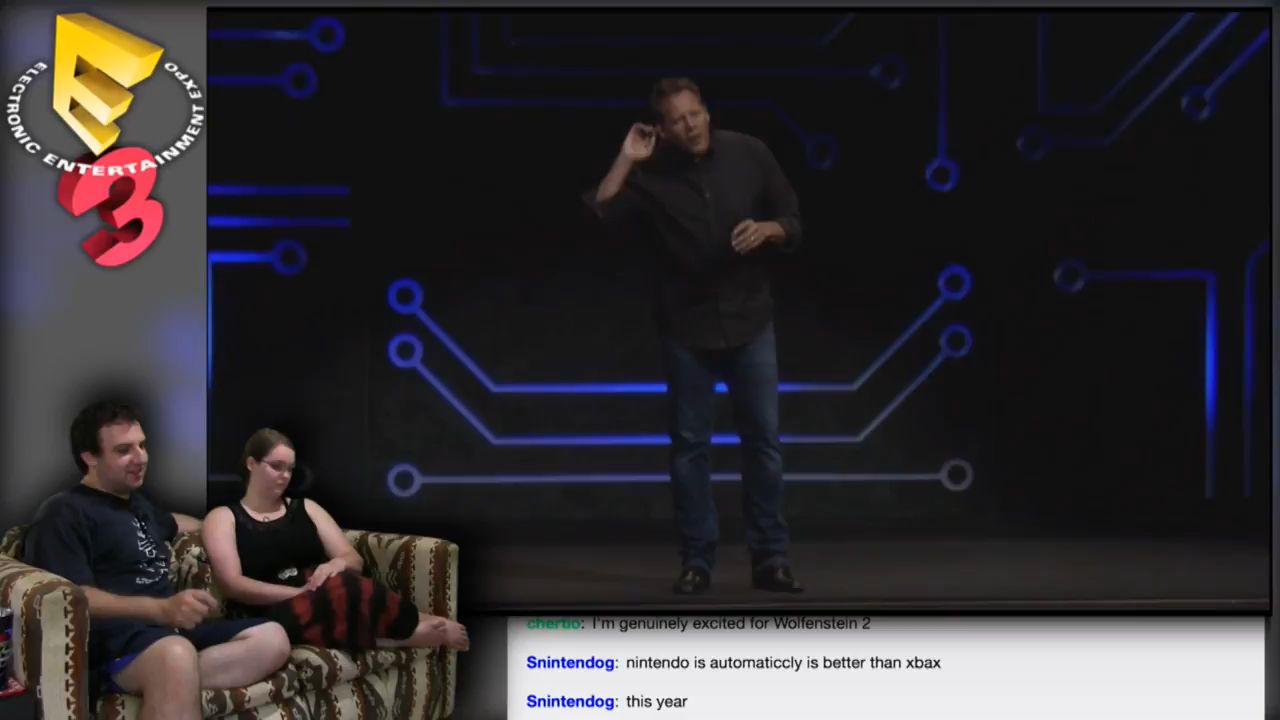 E3
ELECTRONIC ENTERTAINMENT EXPO
chertio: I'm genuinely excited for Wolfenstein 2
Snintendog: nintendo is automaticcly is better than xbax
Snintendog: this year